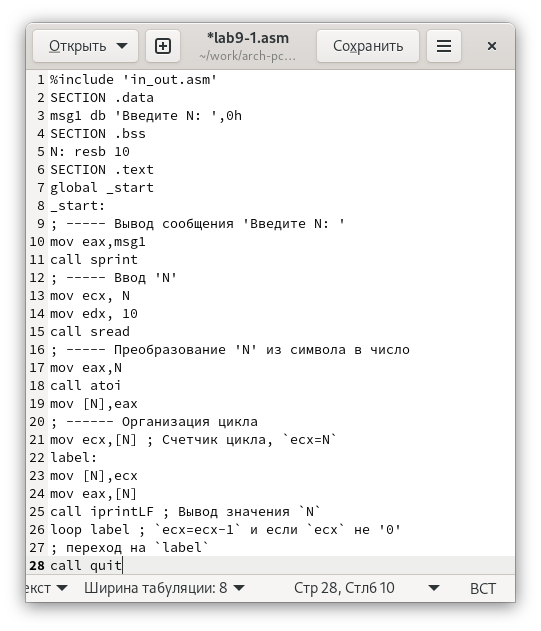 Открыть
*lab9-1.asm
~/work/arch-pc...
Сохранить
1 %include 'in_out.asm'
2 SECTION .data
3 msg1 db 'Введите N: ',0h
4 SECTION .bss
5 N: resb 10
6 SECTION .text
7 global _start
8 _start:
9 ; ----- Вывод сообщения 'Введите N: '
10 mov eax,msg1
11 call sprint
12 ; ----- Ввод 'N'
13 mov ecx, N
14 mov edx, 10
15 call sread
16 ; ----- Преобразование 'N' из символа в число
17 mov eax,N
18 call atoi
19 mov [N],eax
20 ; ------ Организация цикла
21 mov ecx,[N] ; Счетчик цикла, `ecx=N`
22 label:
23 mov [N],ecx
24 mov eax,[N]
25 call iprintLF ; Вывод значения `N`
26 loop label ; `ecx=ecx-1` и если `ecx` не '0'
27 ; переход на `label`
28 call quit
екст Ширина табуляции: 8 Стр 28, Стлб 10 ВСТ